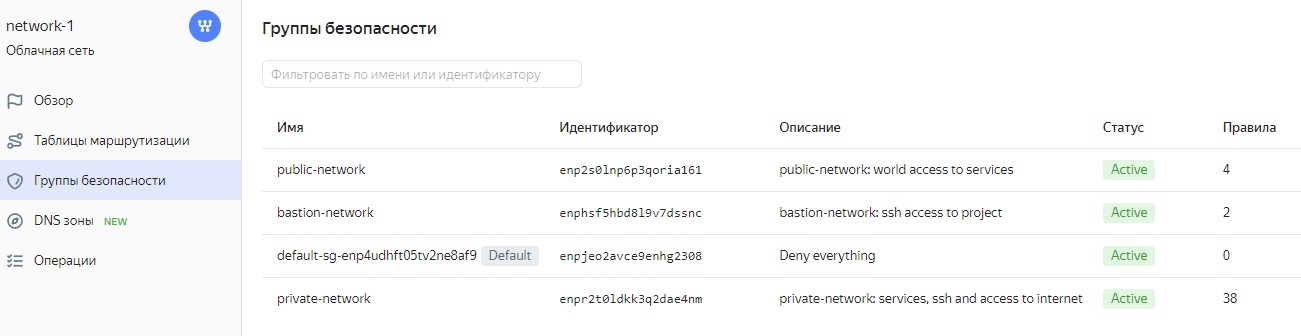 network-1
Облачная сеть
Обзор
Таблицы маршрутизации
Группы безопасности
DNS зоны NEW
Операции
Группы безопасности
Фильтровать по имени или идентификатору
Имя Идентификатор Описание Статус Правила
public-network enp2s0lnp6p3qoria161 public-network: world access to services Active 4
bastion-network enphsf5hbd8l9v7dssnc bastion-network: ssh access to project Active 2
default-sg-enp4udhft05tv2ne8af9 Default enpjeo2avce9enhg2308 Deny everything Active 0
private-network enpr2t0ldkk3q2dae4nm private-network: services, ssh and access to internet Active 38